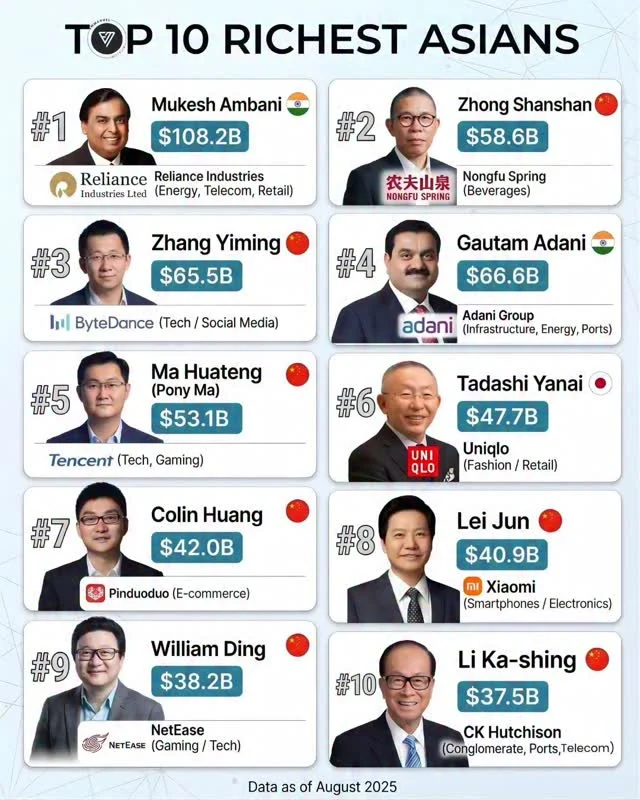 TOP 10 RICHEST ASIANS
#1
Mukesh Ambani
$108.2B
Reliance
Industries Ltd
Reliance Industries
(Energy, Telecom, Retail)
#2
Zhong Shanshan
$58.6B
农夫山泉
NONGFU SPRING
Nongfu Spring
(Beverages)
#3
Zhang Yiming
$65.5B
ByteDance (Tech / Social Media)
#4
Gautam Adani
$66.6B
adani
Adani Group
(Infrastructure, Energy, Ports)
#5
Ma Huateng
(Pony Ma)
$53.1B
Tencent (Tech, Gaming)
#6
Tadashi Yanai
$47.7B
UNI
QLO
Uniqlo
(Fashion / Retail)
#7
Colin Huang
$42.0B
Pinduoduo (E-commerce)
#8
Lei Jun
$40.9B
mi
Xiaomi
(Smartphones / Electronics)
#9
William Ding
$38.2B
NETEASE
NetEase
(Gaming / Tech)
#10
Li Ka-shing
$37.5B
CK Hutchison
(Conglomerate, Ports,Telecom)
Data as of August 2025